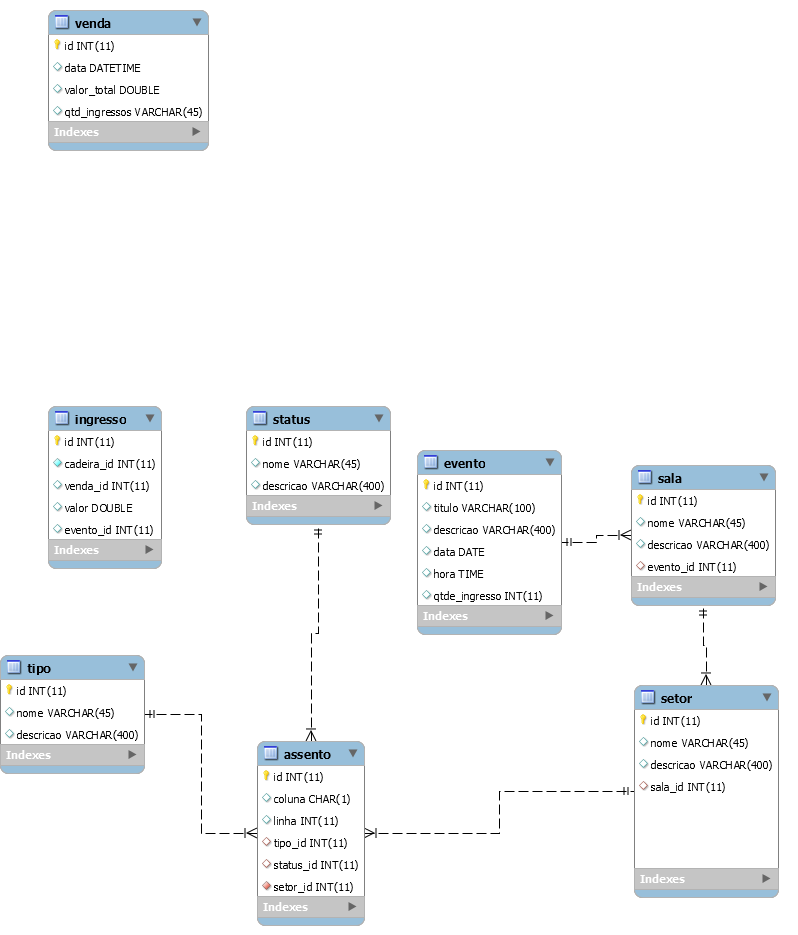 venda
id INT(11)
data DATETIME
valor_total DOUBLE
qtd_ingressos VARCHAR(45)
Indexes
ingresso
id INT(11)
cadeira_id INT(11)
venda_id INT(11)
valor DOUBLE
evento_id INT(11)
Indexes
status
id INT(11)
nome VARCHAR(45)
descricao VARCHAR(400)
Indexes
evento
id INT(11)
titulo VARCHAR(100)
descricao VARCHAR(400)
data DATE
hora TIME
qtde_ingresso INT(11)
Indexes
sala
id INT(11)
nome VARCHAR(45)
descricao VARCHAR(400)
evento_id INT(11)
Indexes
tipo
id INT(11)
nome VARCHAR(45)
descricao VARCHAR(400)
Indexes
assento
id INT(11)
coluna CHAR(1)
linha INT(11)
tipo_id INT(11)
status_id INT(11)
setor_id INT(11)
Indexes
setor
id INT(11)
nome VARCHAR(45)
descricao VARCHAR(400)
sala_id INT(11)
Indexes